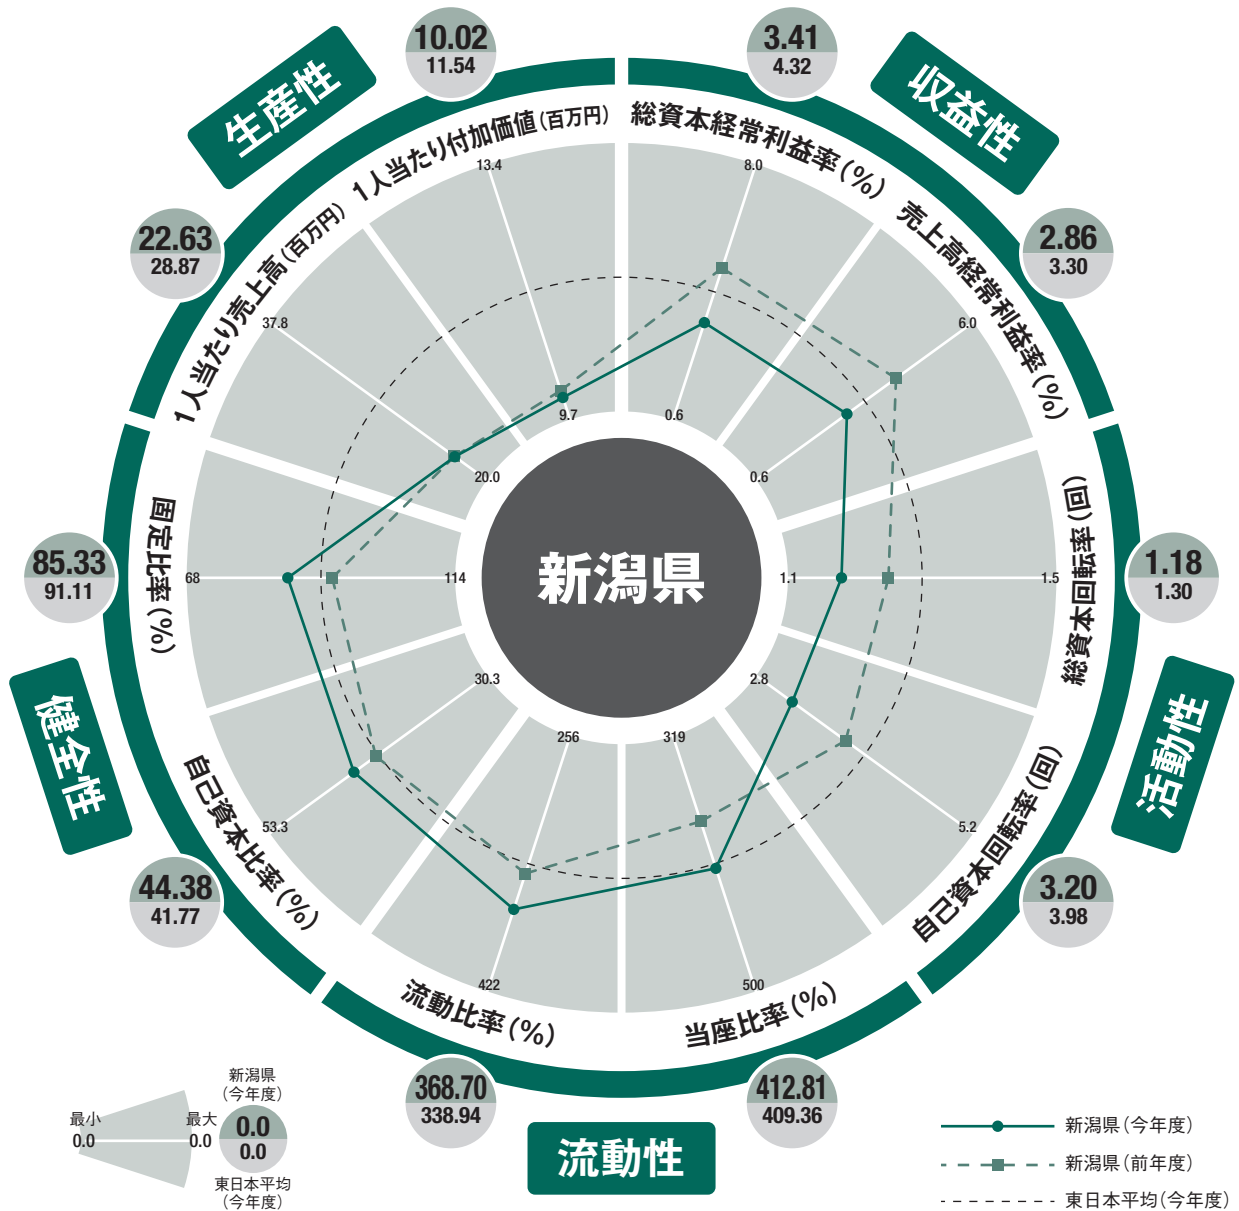 生産性
収益性
10.02
11.54
3.41
4.32
1人当たり付加価値(百万円)
総資本経常利益率(%)
13.4
8.0
22.63
28.87
2.86
3.30
1人当たり売上高(百万円)
売上高経常利益率(%)
37.8
6.0
9.7
0.6
20.0
0.6
固定比率(%)
総資本回転率(回)
85.33
91.11
68
114
新潟県
1.1
1.5
1.18
1.30
健全性
活動性
30.3
2.8
256
319
自己資本比率(%)
自己資本回転率(回)
53.3
5.2
44.38
41.77
3.20
3.98
422
500
流動比率(%)
当座比率(%)
368.70
338.94
412.81
409.36
流動性
新潟県
(今年度)
最小
最大
0.0
0.0
0.0
0.0
東日本平均
(今年度)
新潟県(今年度)
新潟県(前年度)
東日本平均(今年度)